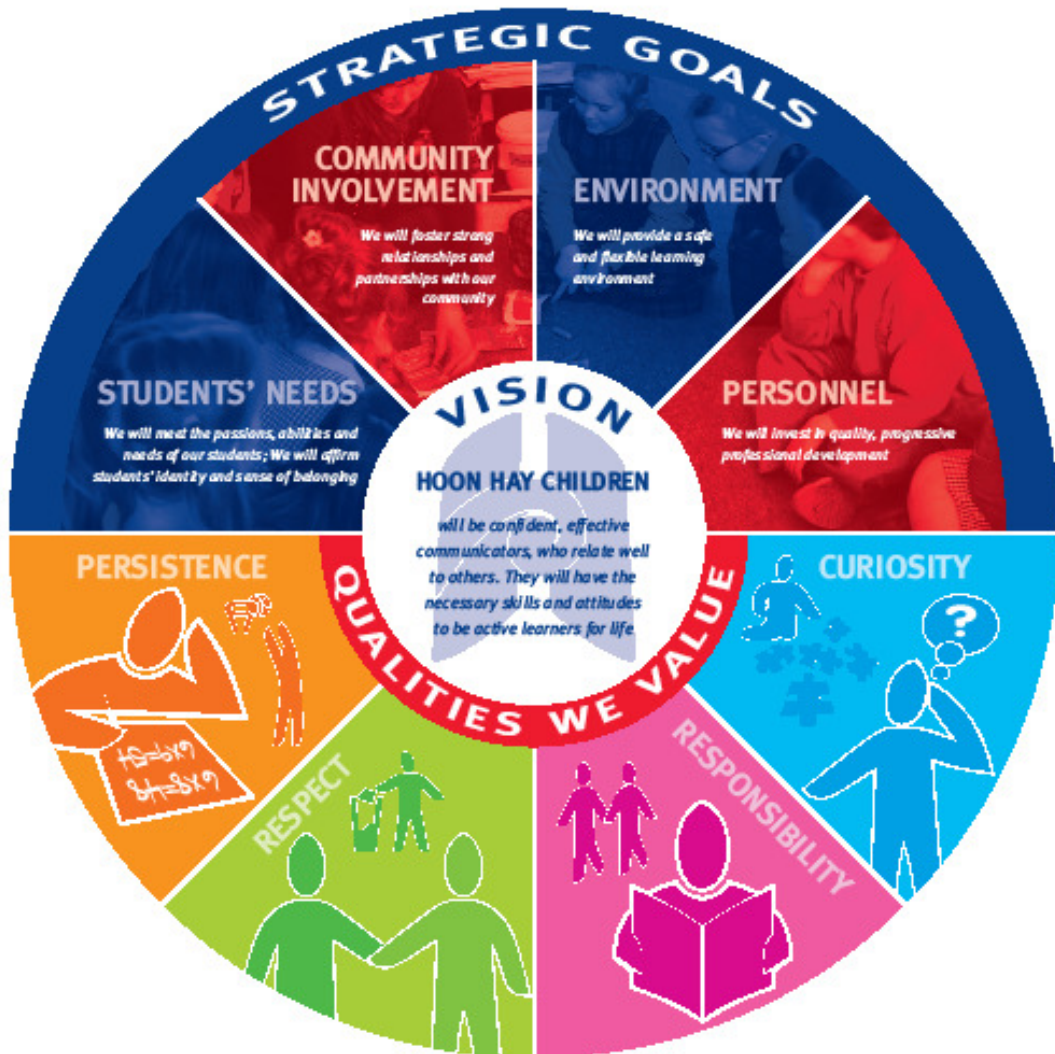 STRATEGIC GOALS
COMMUNITY
INVOLVEMENT
We will foster strong
relationships and
partnerships with our
community
ENVIRONMENT
We will provide a safe
and flexible learning
environment
STUDENTS' NEEDS
We will meet the passions, abilities and
needs of our students; We will affirm
students' identity and sense of belonging
PERSONNEL
We will invest in quality, progressive
professional development
VISION
HOON HAY CHILDREN
will be confident, effective
communicators, who relate well
to others. They will have the
necessary skills and attitudes
to be active learners for life
QUALITIES WE VALUE
PERSISTENCE
6x9=54
6x8=48
RESPECT
RESPONSIBILITY
CURIOSITY
?